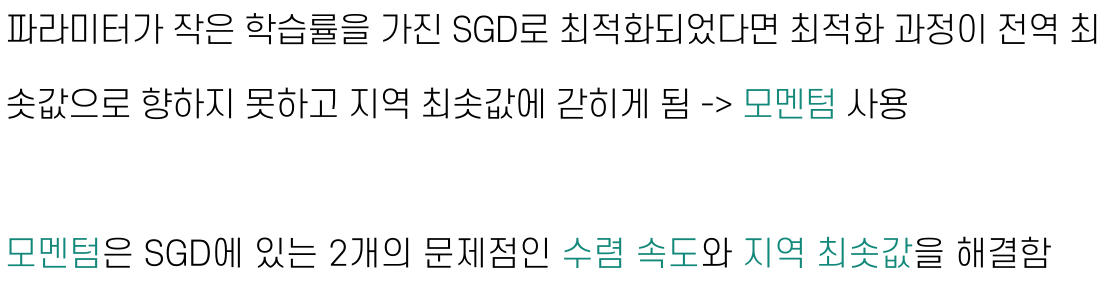 파라미터가 작은 학습률을 가진 SGD로 최적화되었다면 최적화 과정이 전역 최
솟값으로 향하지 못하고 지역 최솟값에 갇히게 됨 -> 모멘텀 사용
모멘텀은 SGD에 있는 2개의 문제점인 수렴 속도와 지역 최솟값을 해결함